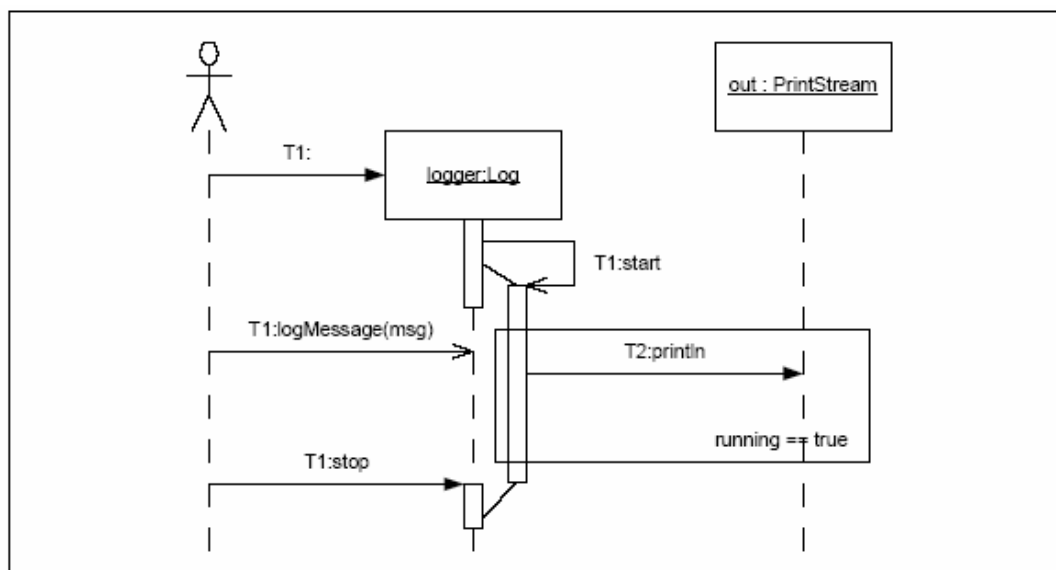 out : PrintStream
T1:
logger:Log
T1:start
T1:logMessage(msg)
T2:println
running == true
T1:stop